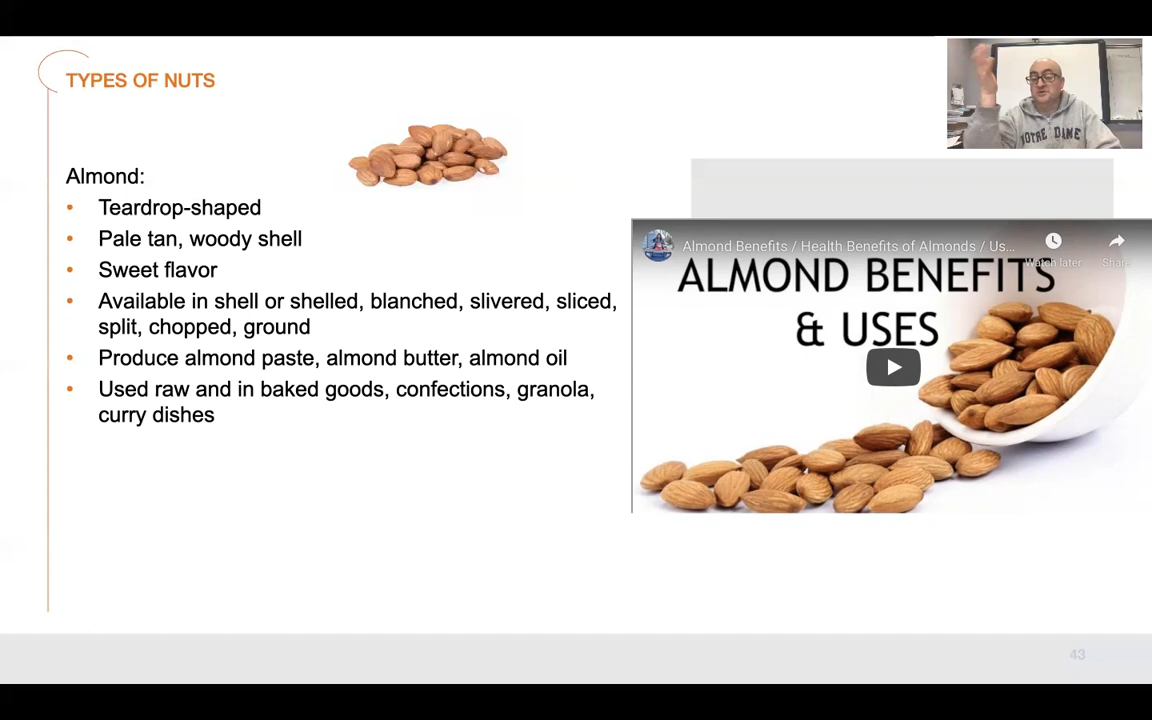 TYPES OF NUTS
NOTRE DAME
Almond:
• Teardrop-shaped
• Pale tan, woody shell
• Sweet flavor
• Available in shell or shelled, blanched, slivered, sliced,
split, chopped, ground
• Produce almond paste, almond butter, almond oil
• Used raw and in baked goods, confections, granola,
curry dishes
Almond Benefits / Health Benefits of Almonds / Us...
Watch later
Share
ALMOND BENEFITS
& USES
43